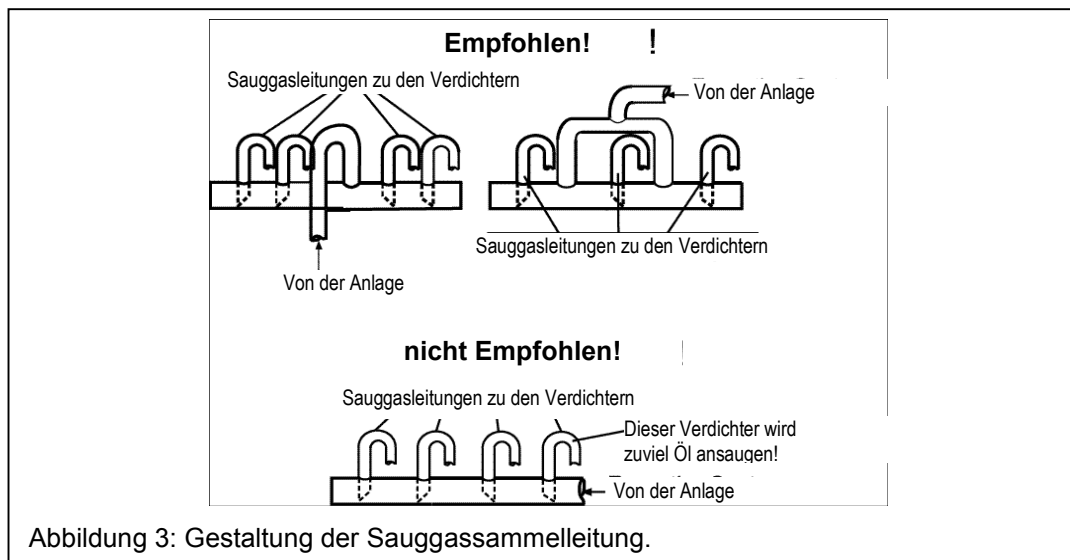 Empfohlen! !
Sauggasleitungen zu den Verdichtern
Von der Anlage
Sauggasleitungen zu den Verdichtern
Von der Anlage
nicht Empfohlen!
Sauggasleitungen zu den Verdichtern
Dieser Verdichter wird
zuviel Öl ansaugen!
Von der Anlage
Abbildung 3: Gestaltung der Sauggassammelleitung.